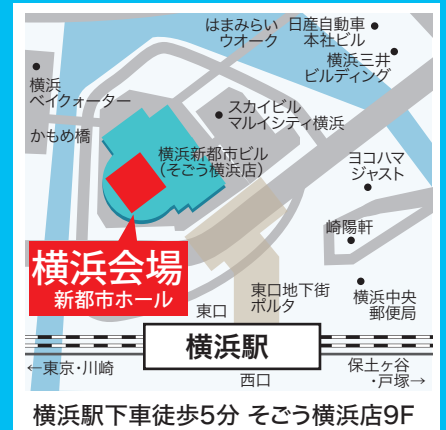 はまみらい
ウオーク
日産自動車
本社ビル
横浜三井
ビルディング
横浜
ベイクォーター
スカイビル
マルイシティ横浜
かもめ橋
横浜新都市ビル
(そごう横浜店)
ヨコハマ
ジャスト
崎陽軒
横浜会場
新都市ホール
東口地下街
ポルタ
横浜中央
郵便局
東口
横浜駅
←東京・川崎
西口
保土ヶ谷
・戸塚→
横浜駅下車徒歩5分 そごう横浜店9F